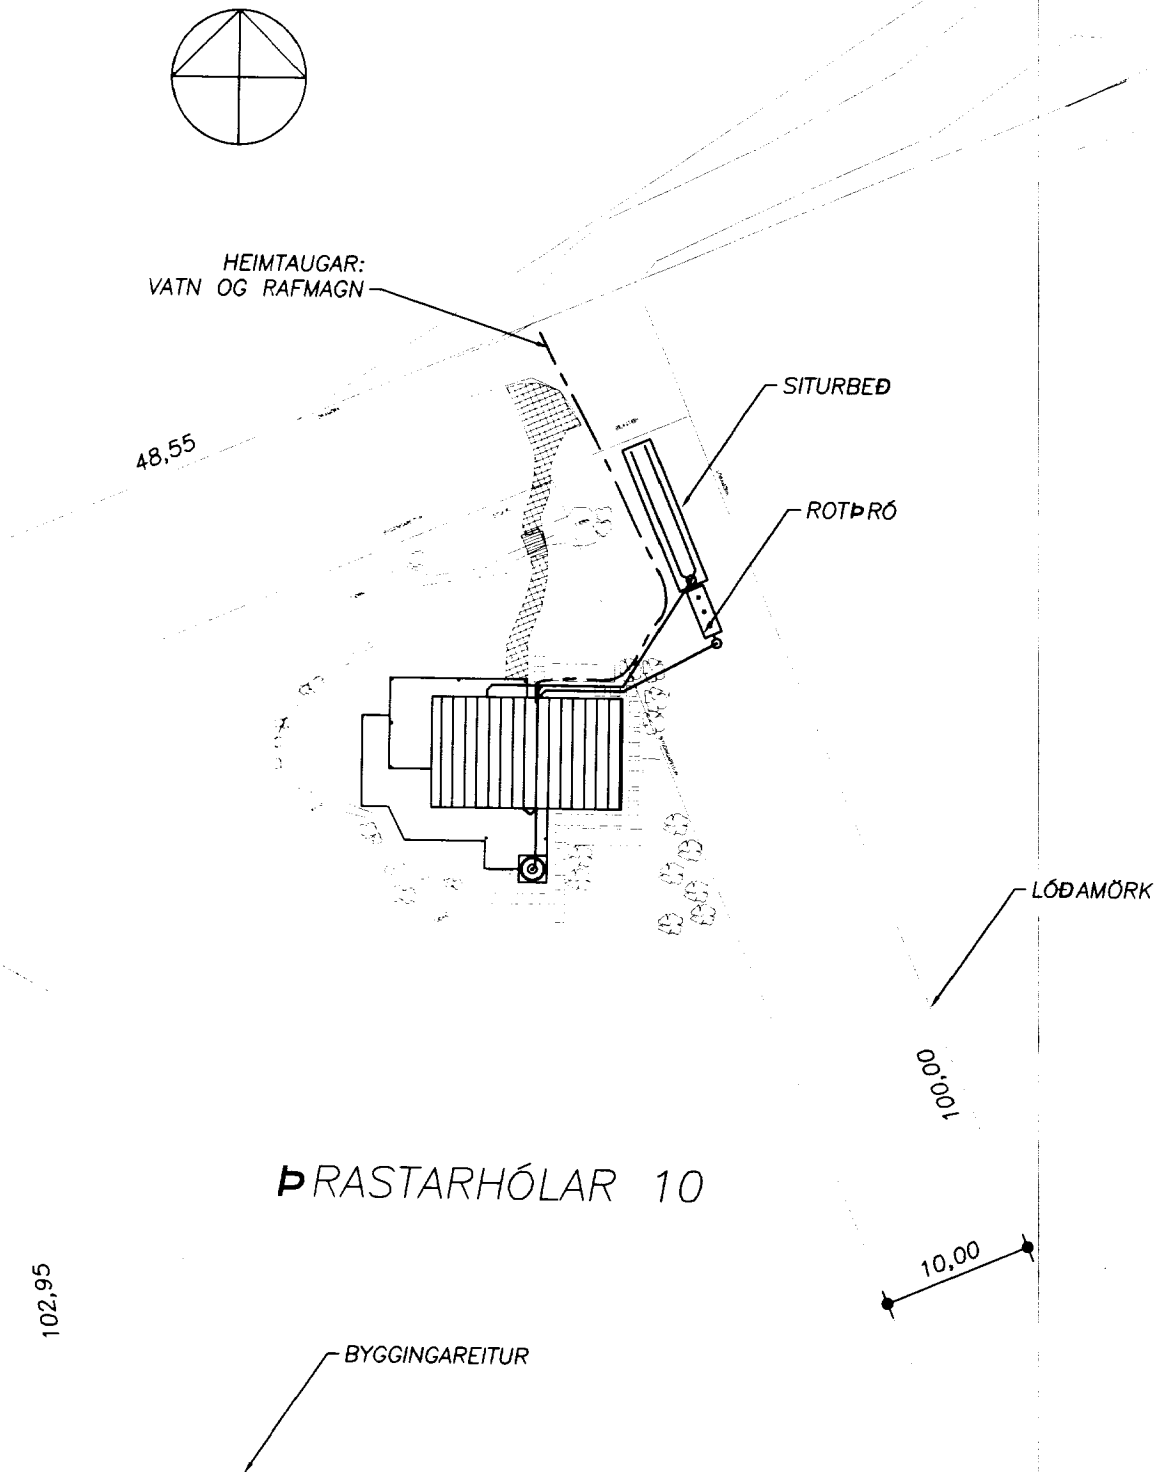 HEIMTAUGAR:
VATN OG RAFMAGN
SITURBEÐ
48,55
ROTÞRÓ
LÓÐAMÖRK
100,00
ÞRASTARHÓLAR 10
10,00
102,95
BYGGINGAREITUR